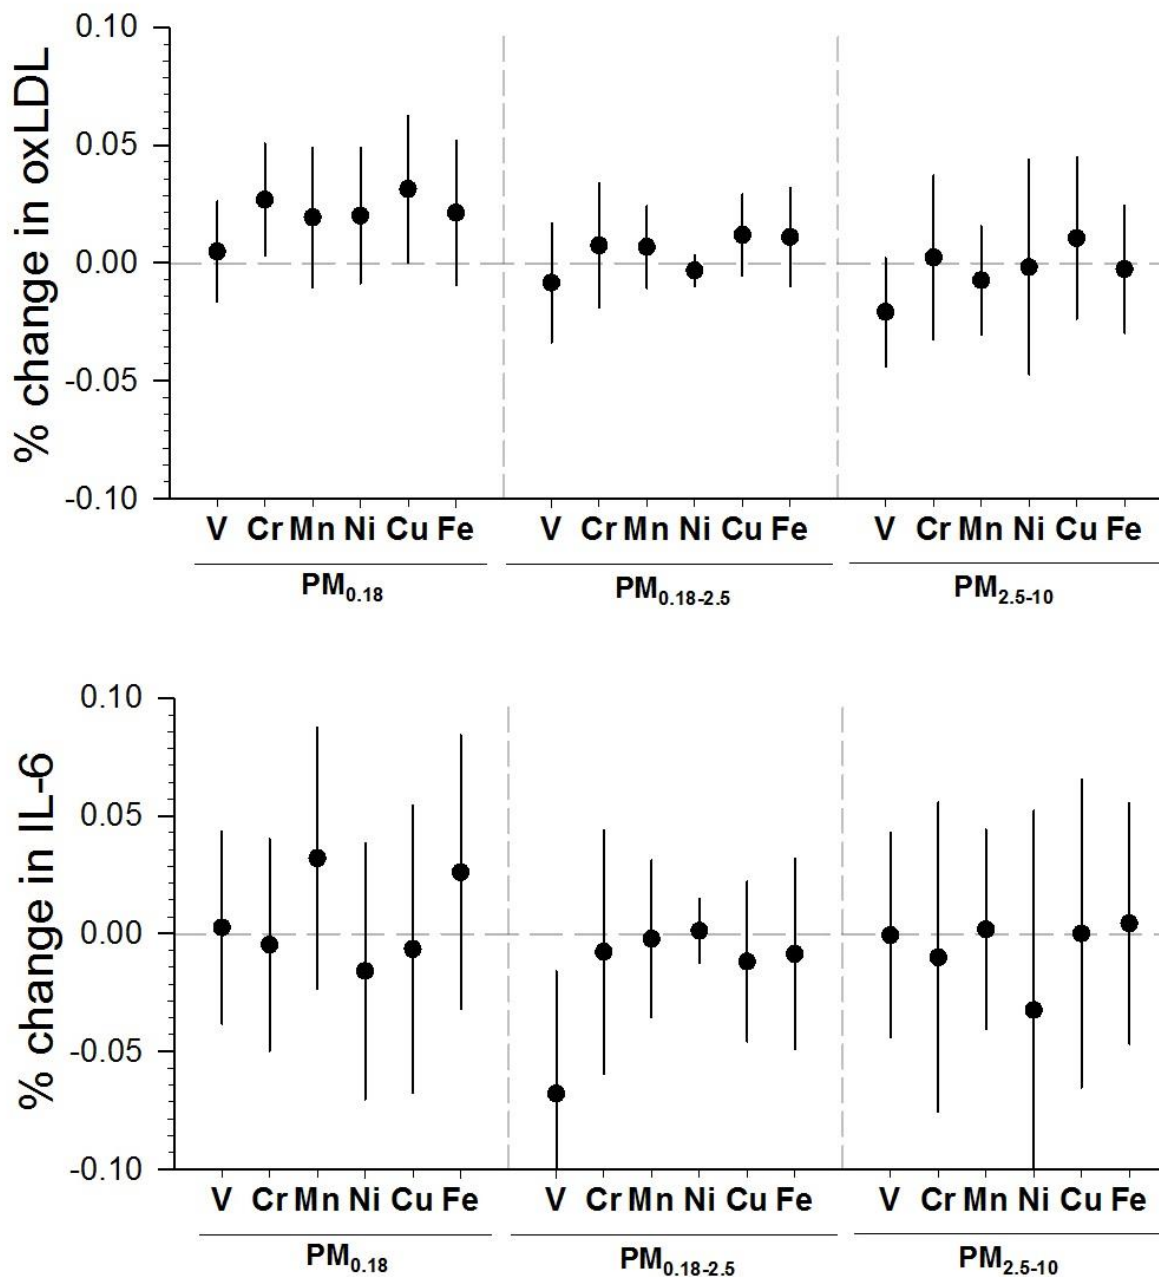 % change in oxLDL
0.10
0.05
0.00
-0.05
-0.10
V Cr Mn Ni Cu Fe V Cr Mn Ni Cu Fe V Cr Mn Ni Cu Fe
PM0.18 PM0.18-2.5 PM2.5-10
% change in IL-6
0.10
0.05
0.00
-0.05
-0.10
V Cr Mn Ni Cu Fe V Cr Mn Ni Cu Fe V Cr Mn Ni Cu Fe
PM0.18 PM0.18-2.5 PM2.5-10